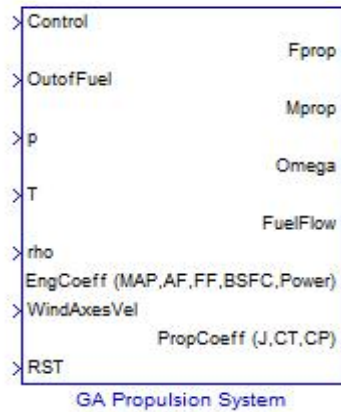 Control
Fprop
OutofFuel
Mprop
p
Omega
T
FuelFlow
rho
EngCoeff (MAP,AF,FF,BSFC,Power)
WindAxesVel
PropCoeff (J,CT,CP)
RST
GA Propulsion System